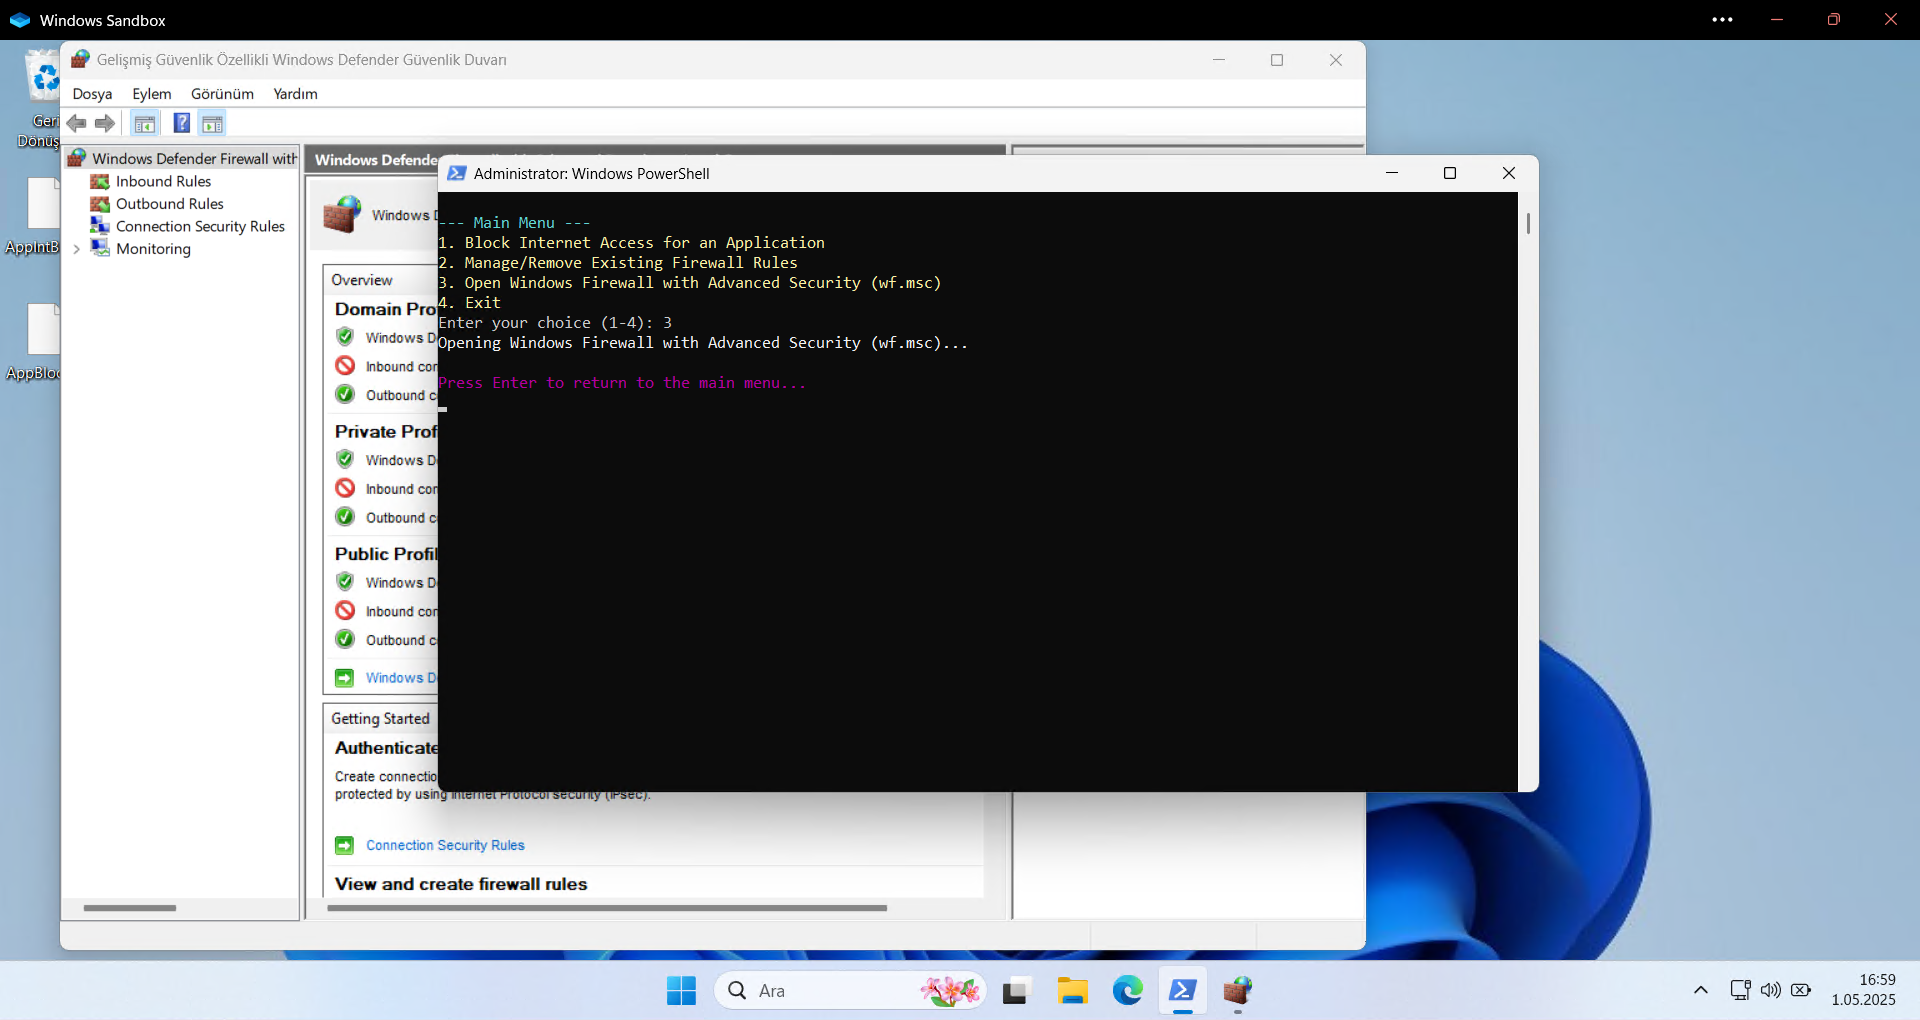 Windows Sandbox
Gelişmiş Güvenlik Özellikli Windows Defender Güvenlik Duvarı
Dosya Eylem Görünüm Yardım
Geri
Dönüş
AppIntB
AppBloc
Windows Defender Firewall with
Inbound Rules
Outbound Rules
Connection Security Rules
Monitoring
Windows Defende
Windows D
Overview
Domain Pro
Windows D
Inbound con
Outbound c
Private Prof
Windows D
Inbound con
Outbound c
Public Profil
Windows D
Inbound con
Outbound c
Windows D
Getting Started
Authenticate
Create connectio
protected by using Internet Protocol security (IPsec).
Connection Security Rules
View and create firewall rules
Administrator: Windows PowerShell
--- Main Menu ---
1. Block Internet Access for an Application
2. Manage/Remove Existing Firewall Rules
3. Open Windows Firewall with Advanced Security (wf.msc)
4. Exit
Enter your choice (1-4): 3
Opening Windows Firewall with Advanced Security (wf.msc)...
Press Enter to return to the main menu...
Ara
16:59
1.05.2025